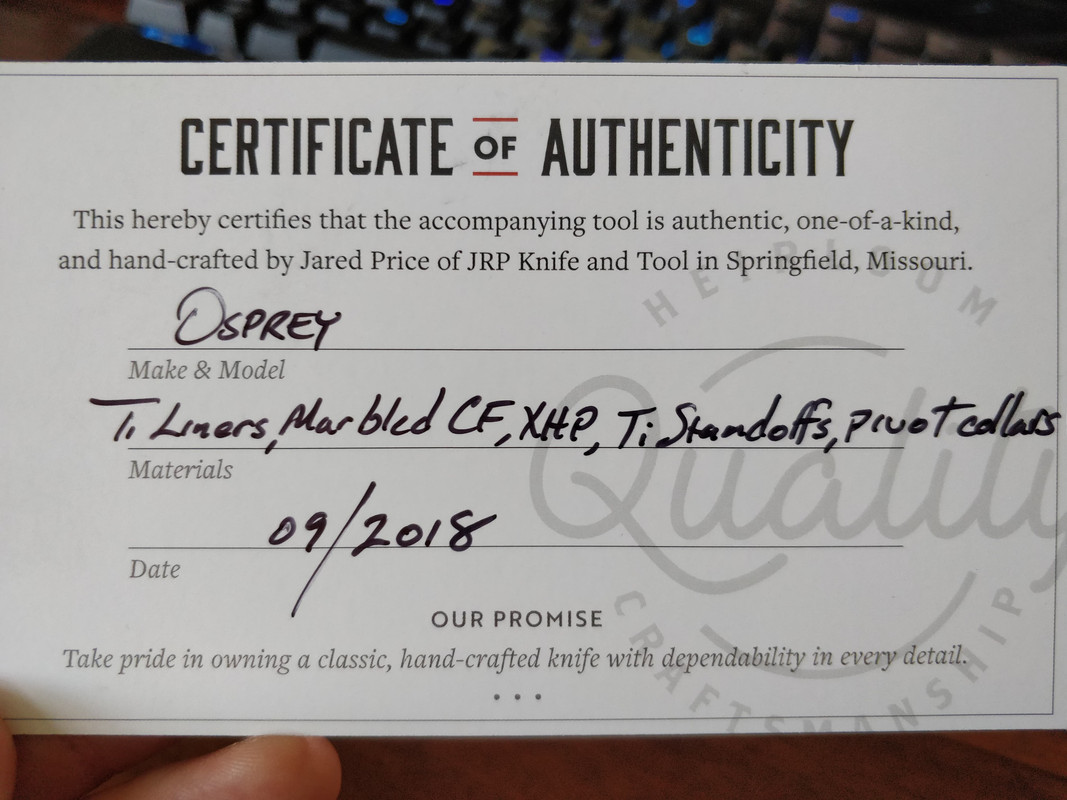 CERTIFICATE OF AUTHENTICITY
This hereby certifies that the accompanying tool is authentic, one-of-a-kind,
and hand-crafted by Jared Price of JRP Knife and Tool in Springfield, Missouri.
HEIRLOOM
OSPREY
Make & Model
Ti Liners, Marbled CF, XHP, Ti Standoffs, pivot collars
Materials
Quality
09/2018
Date
OUR PROMISE
CRAFTSMANSHIP
Take pride in owning a classic, hand-crafted knife with dependability in every detail.